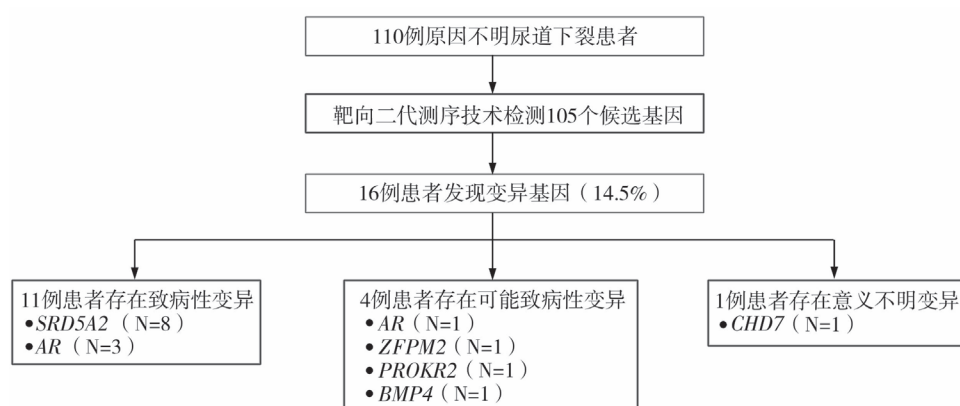 110例原因不明尿道下裂患者
靶向二代测序技术检测105个候选基因
16例患者发现变异基因（14.5%）
11例患者存在致病性变异
•SRD5A2（N=8）
•AR（N=3）
4例患者存在可能致病性变异
•AR（N=1）
•ZFPM2（N=1）
•PROKR2（N=1）
•BMP4（N=1）
1例患者存在意义不明变异
•CHD7（N=1）